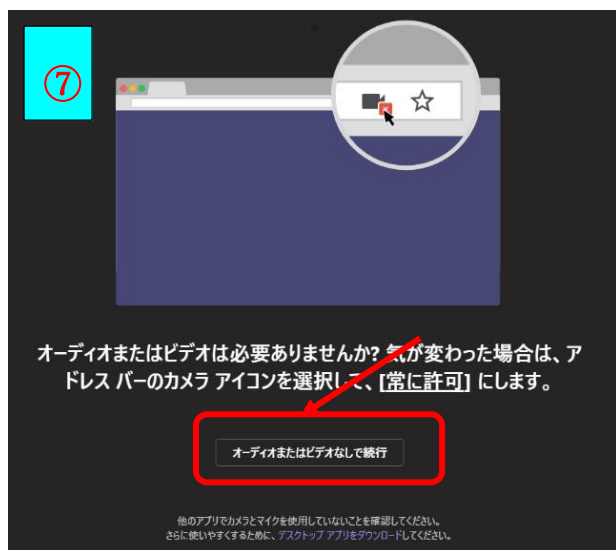 ⑦
オーディオまたはビデオは必要ありませんか? 気が変わった場合は、ア
ドレス バーのカメラ アイコンを選択して、[常に許可] にします。
オーディオまたはビデオなしで続行
他のアプリでカメラとマイクを使用していないことを確認してください。
さらに使いやすくするために、デスクトップ アプリをダウンロードしてください。